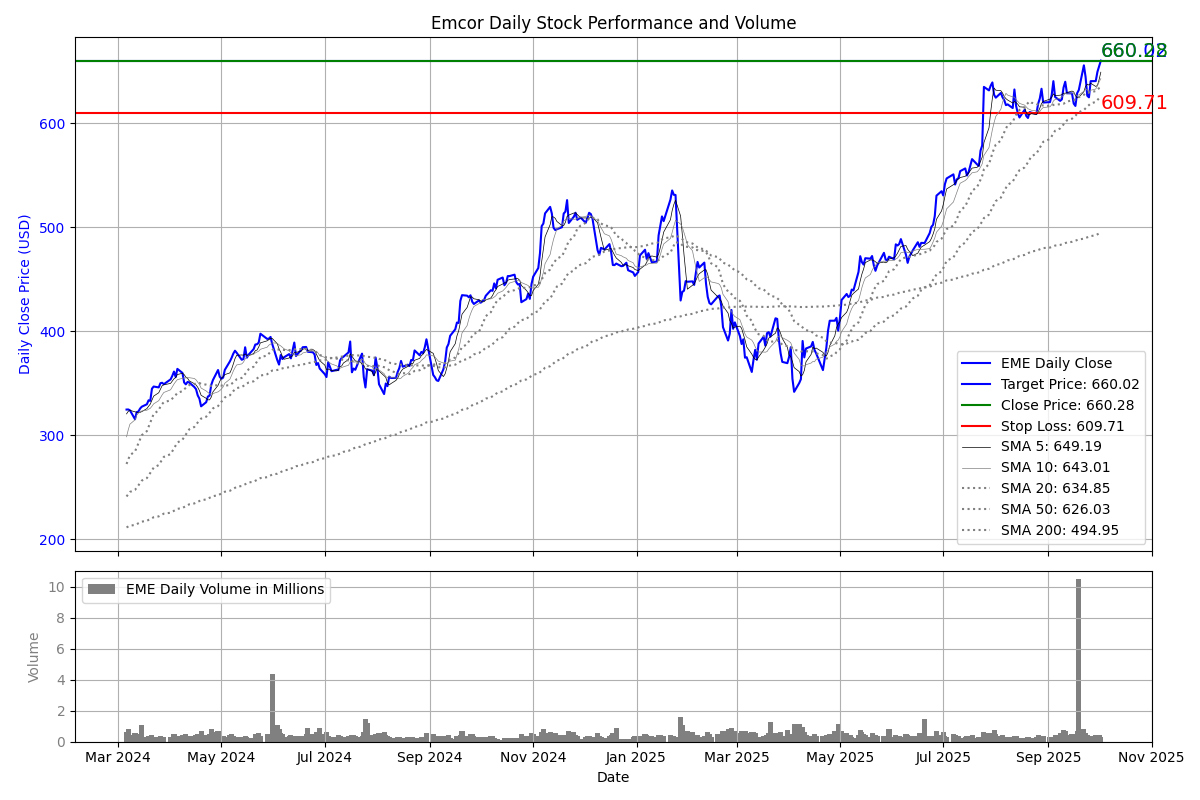 Emcor Daily Stock Performance and Volume
660.28
609.71
600
500
400
300
200
Daily Close Price (USD)
EME Daily Close
Target Price: 660.02
Close Price: 660.28
Stop Loss: 609.71
SMA 5: 649.19
SMA 10: 643.01
SMA 20: 634.85
SMA 50: 626.03
SMA 200: 494.95
EME Daily Volume in Millions
10
8
6
4
2
0
Volume
Mar 2024 May 2024 Jul 2024 Sep 2024 Nov 2024 Jan 2025 Mar 2025 May 2025 Jul 2025 Sep 2025 Nov 2025
Date